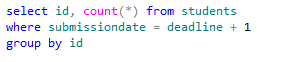 select id, count(*) from students
where submissiondate = deadline + 1
group by id